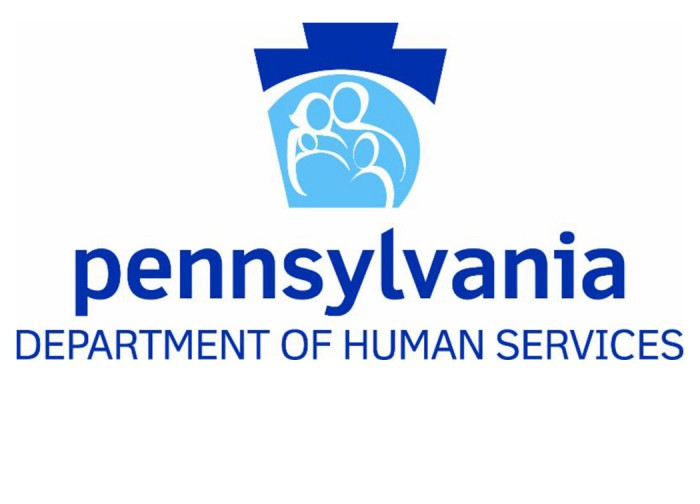 pennsylvania
DEPARTMENT OF HUMAN SERVICES